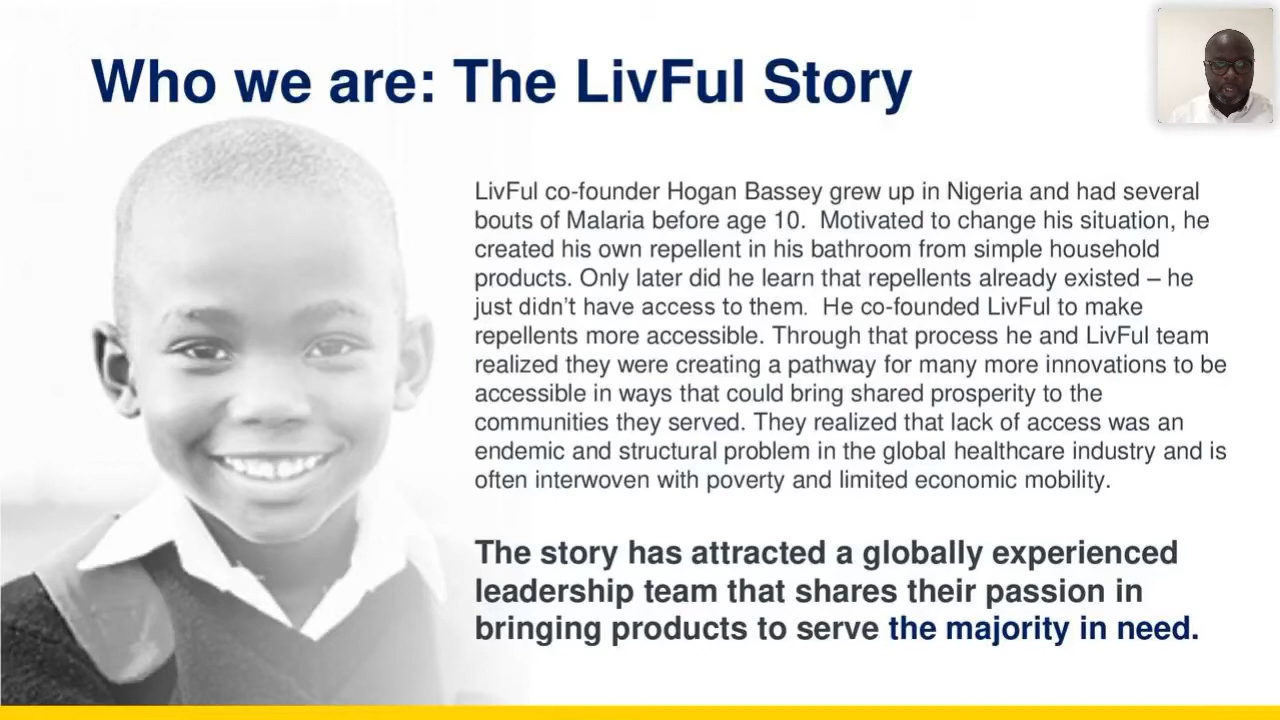 Who we are: The LivFul Story
LivFul co-founder Hogan Bassey grew up in Nigeria and had several
bouts of Malaria before age 10.  Motivated to change his situation, he
created his own repellent in his bathroom from simple household
products. Only later did he learn that repellents already existed – he
just didn’t have access to them.  He co-founded LivFul to make
repellents more accessible. Through that process he and LivFul team
realized they were creating a pathway for many more innovations to be
accessible in ways that could bring shared prosperity to the
communities they served. They realized that lack of access was an
endemic and structural problem in the global healthcare industry and is
often interwoven with poverty and limited economic mobility.
The story has attracted a globally experienced
leadership team that shares their passion in
bringing products to serve the majority in need.